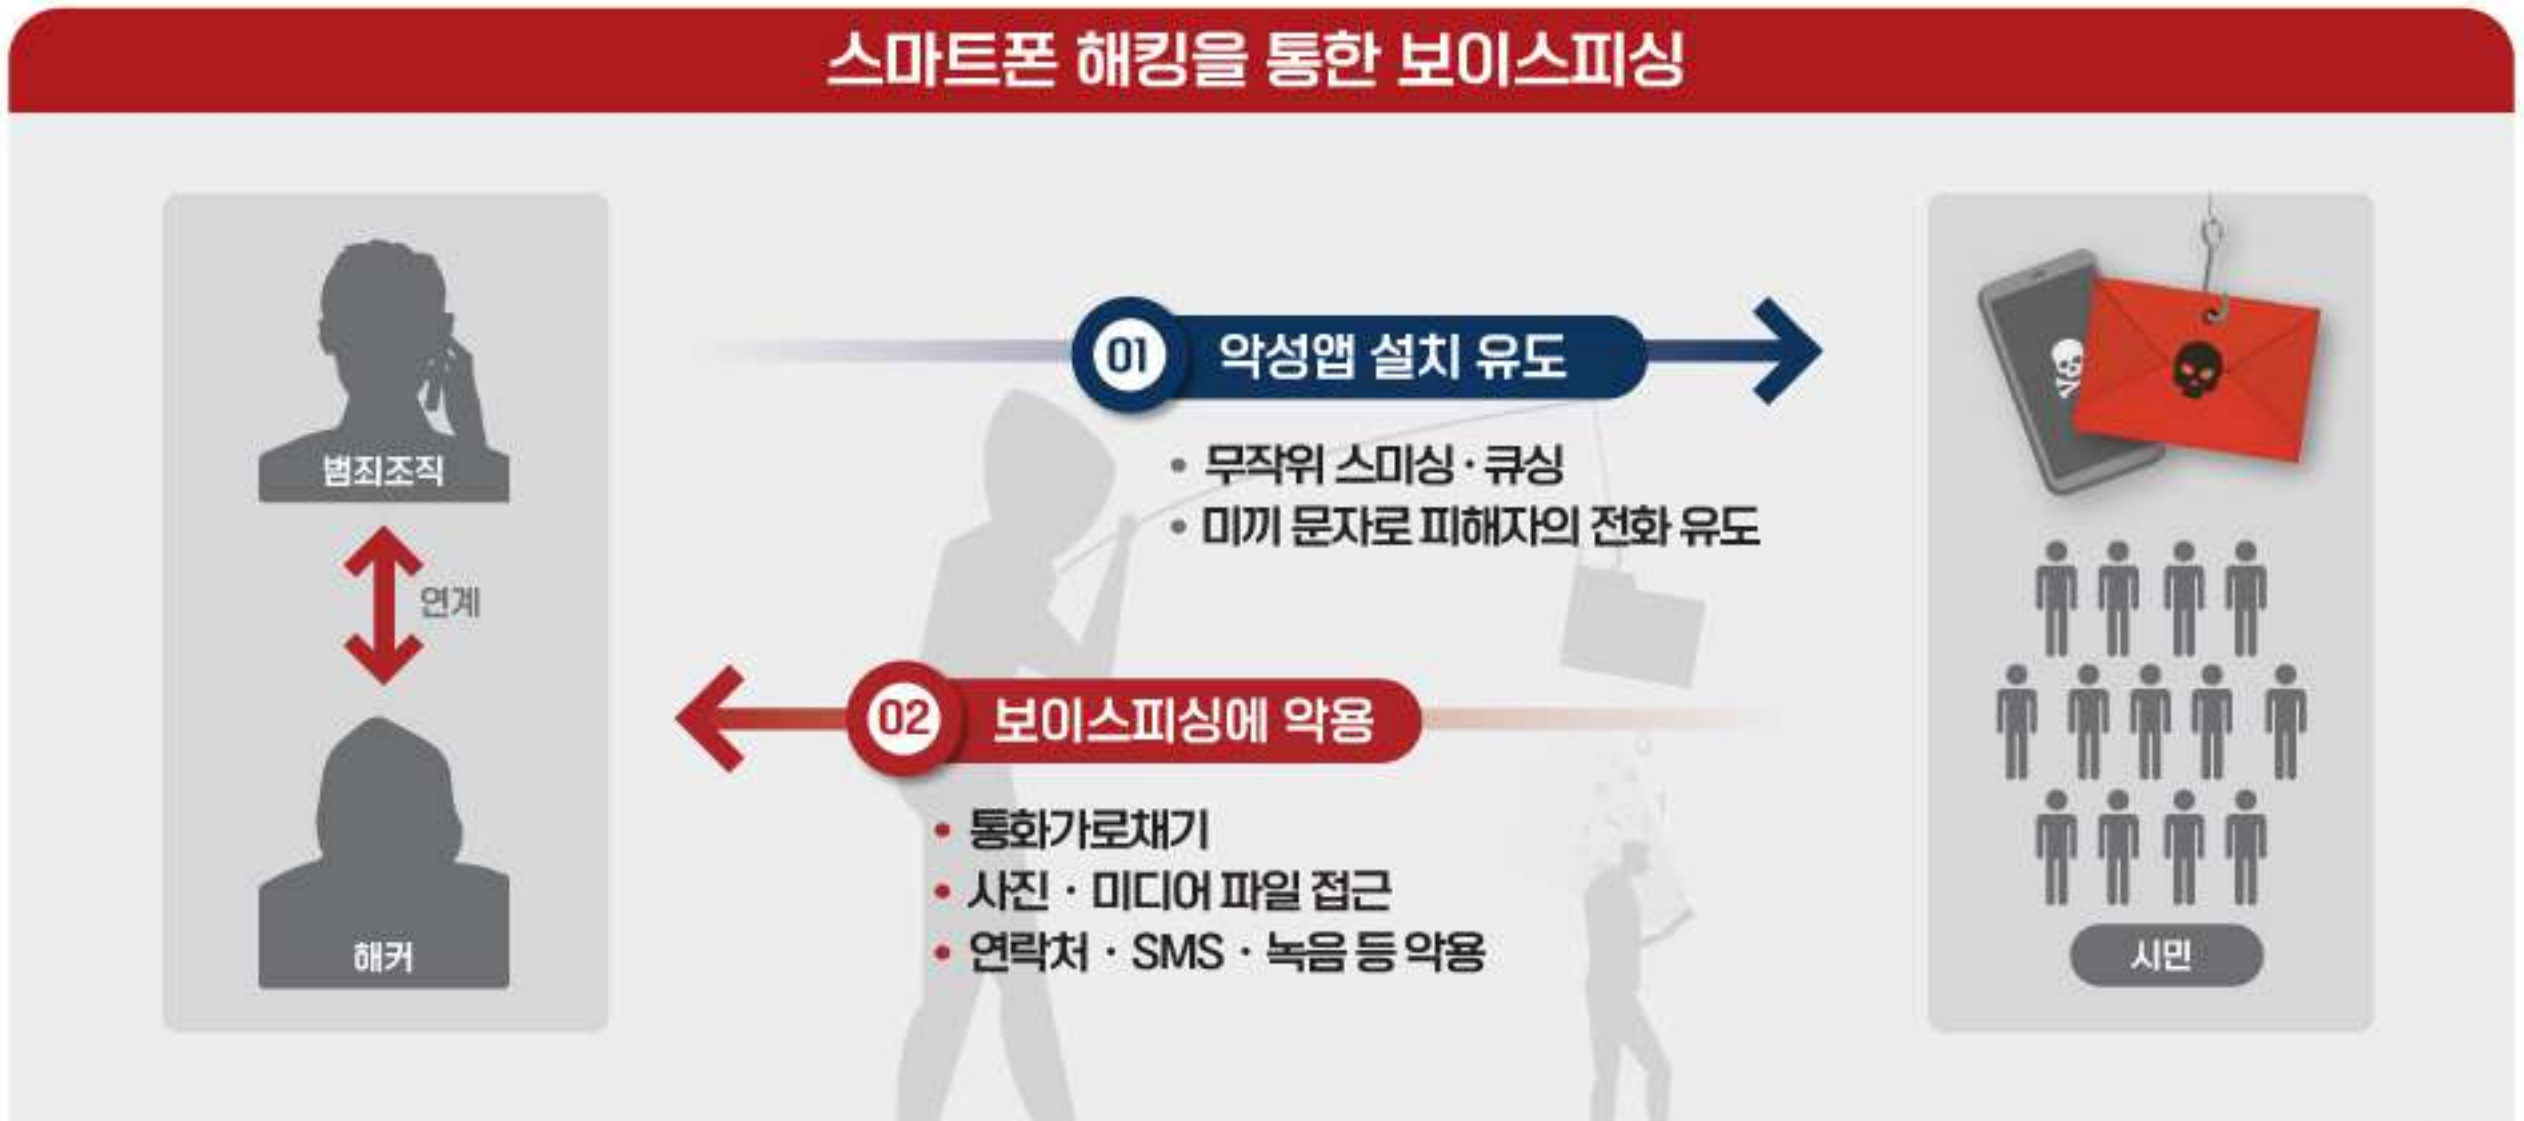 스마트폰 해킹을 통한 보이스피싱
범죄조직
연계
해커
01 악성앱 설치 유도
• 무작위 스미싱 · 큐싱
• 미끼 문자로 피해자의 전화 유도
02 보이스피싱에 악용
• 통화가로채기
• 사진 · 미디어 파일 접근
• 연락처 · SMS · 녹음 등 악용
시민